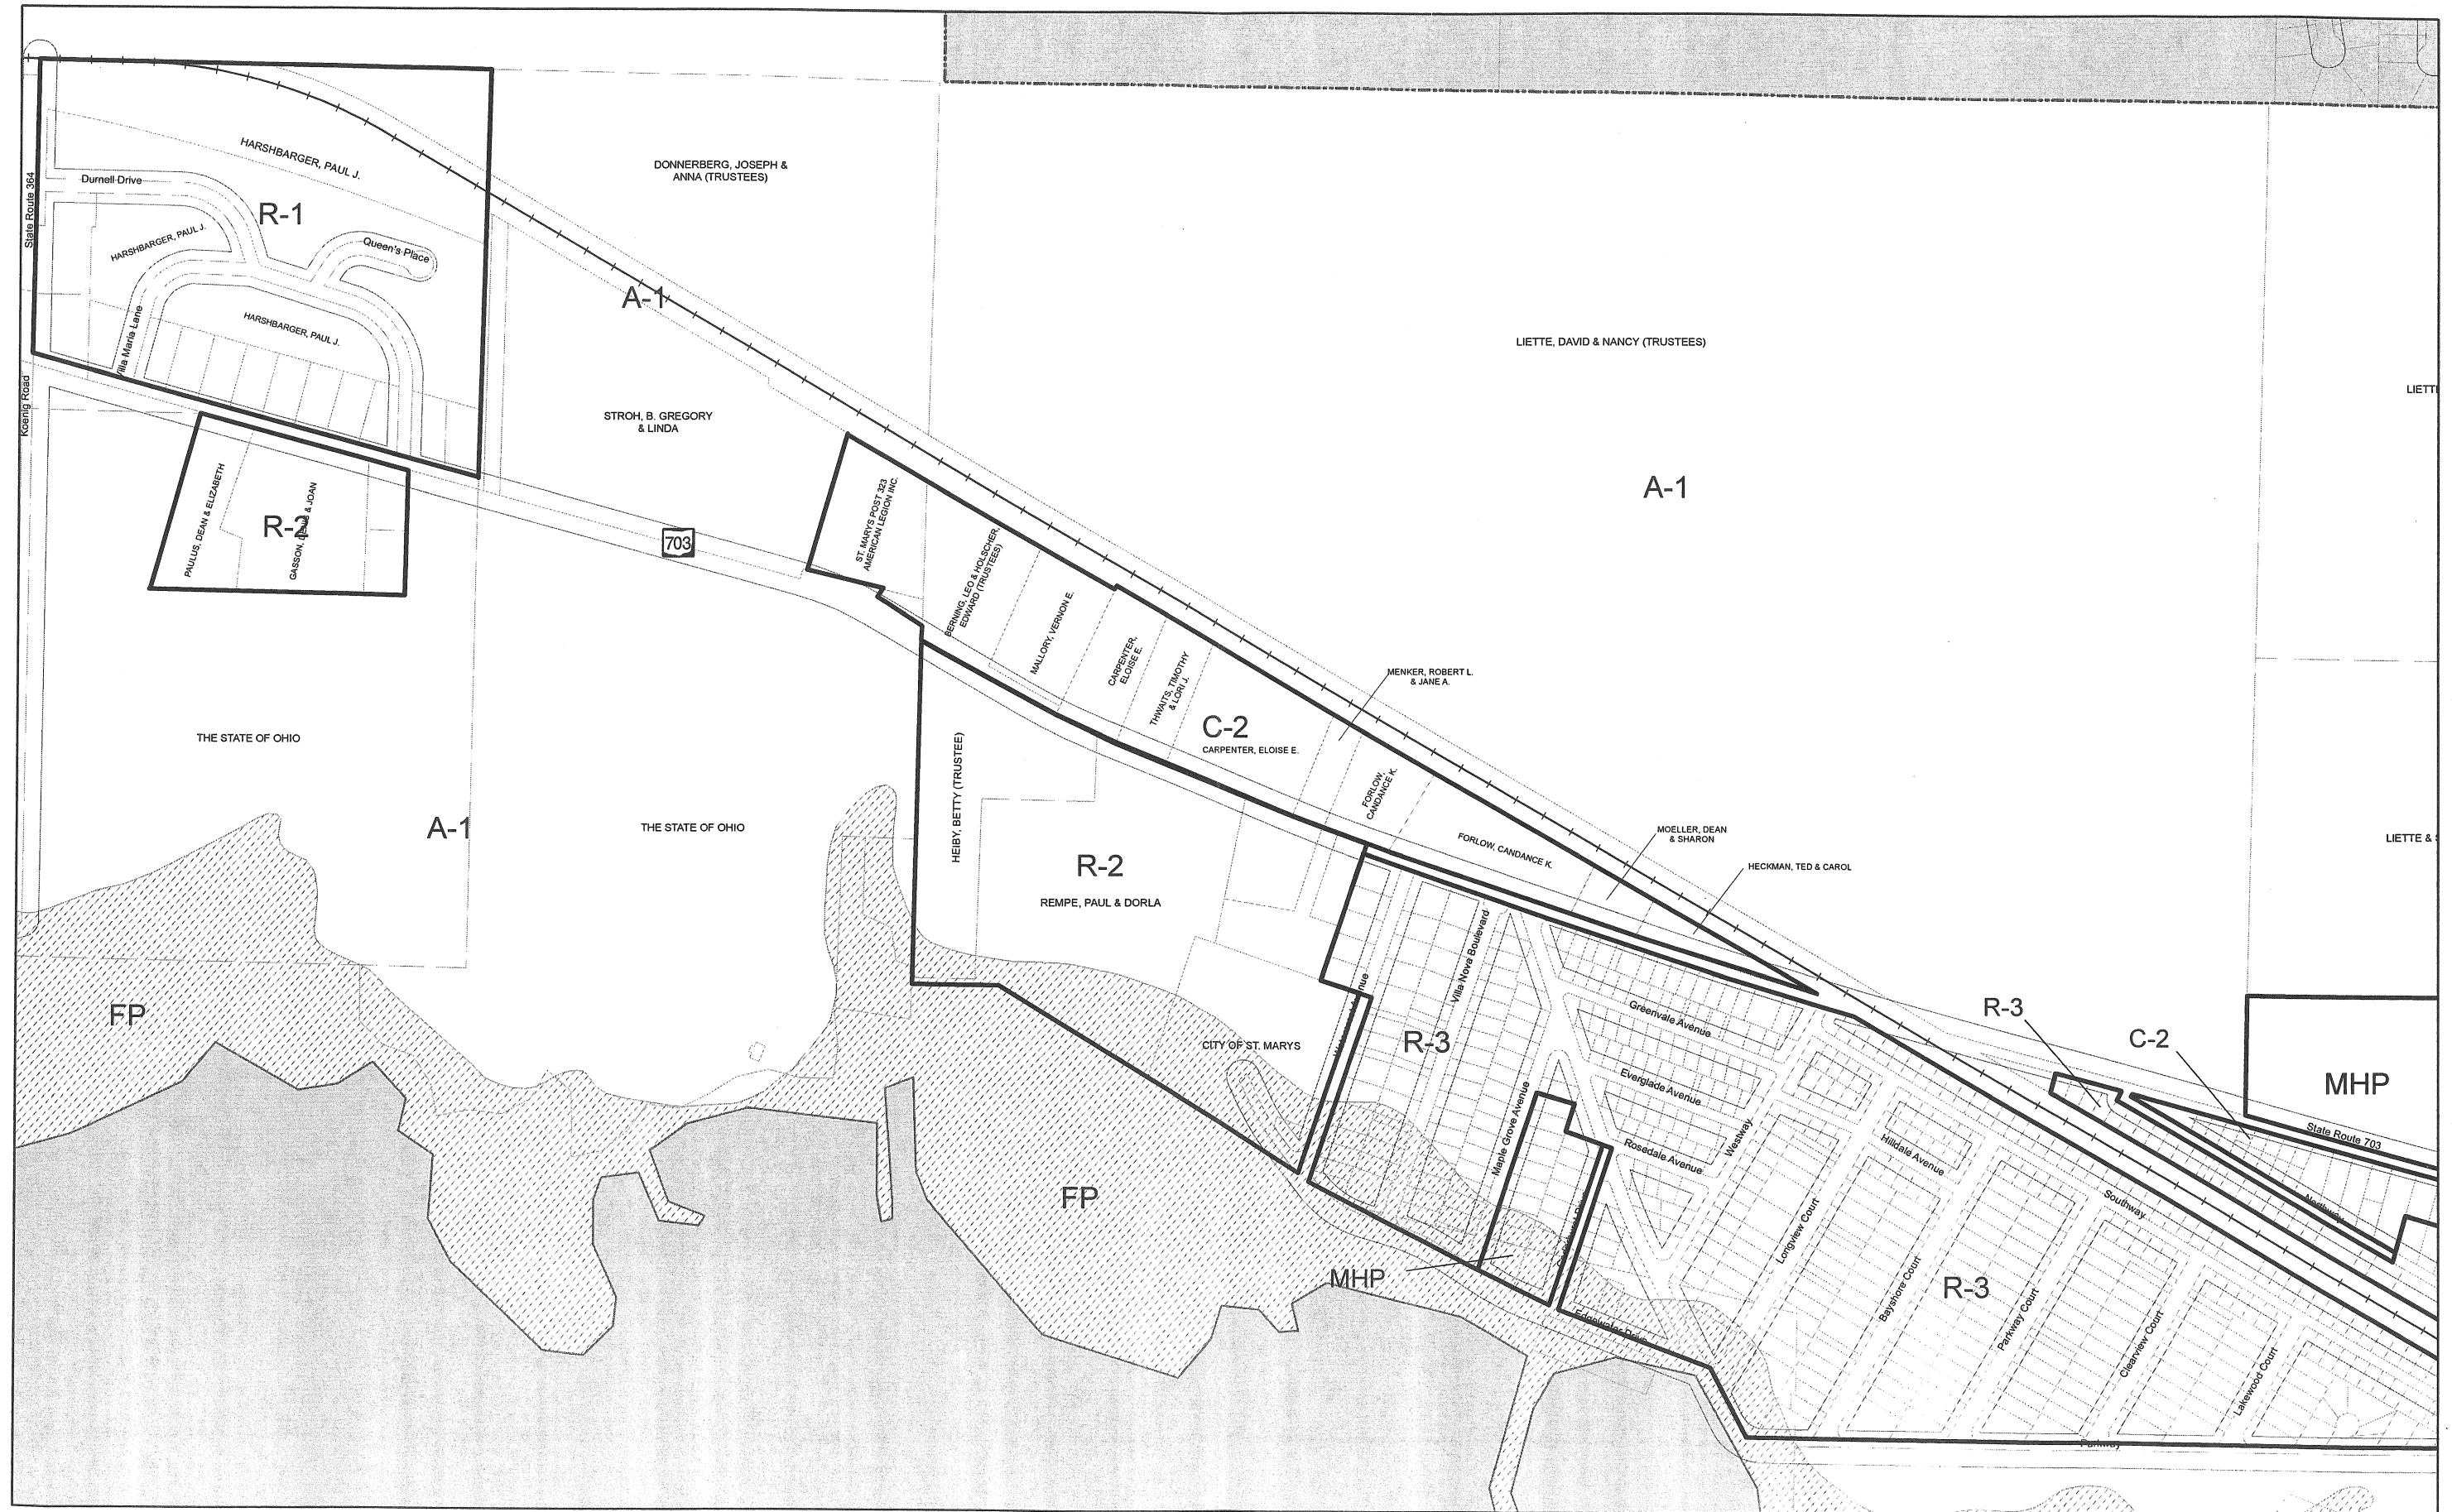 HARSHBARGER, PAUL J.
Durnell Drive
State Route 364
R-1
HARSHBARGER, PAUL J.
Queen's Place
Villa Maria Lane
HARSHBARGER, PAUL J.
Koenig Road
DONNERBERG, JOSEPH &
ANNA (TRUSTEES)
A-1
STROH, B. GREGORY
& LINDA
LIETTE, DAVID & NANCY (TRUSTEES)
A-1
LIETTE &
PAULUS, DEAN & ELIZABETH
R-2
GASSON, & JOAN
703
ST. MARYS POST 323
AMERICAN LEGION INC.
BERNING, LEO & HOLSCHER,
EDWARD (TRUSTEES)
MALLORY, VERNON E.
CARPENTER,
ELOISE E.
THWAITS, TIMOTHY
& LORI J.
C-2
CARPENTER, ELOISE E.
MENKER, ROBERT L.
& JANE A.
FORLOW,
CANDANCE K.
FORLOW, CANDANCE K.
MOELLER, DEAN
& SHARON
HECKMAN, TED & CAROL
THE STATE OF OHIO
A-1
THE STATE OF OHIO
HEIBY, BETTY (TRUSTEE)
R-2
REMPE, PAUL & DORLA
CITY OF ST. MARYS
FP
FP
Villa Nova Boulevard
R-3
Greenvale Avenue
Everglade Avenue
Maple Grove Avenue
Rosedale Avenue
Westway
MHP
Edgewater Drive
Longview Court
Hilldale Avenue
Bayshore Court
R-3
Parkway Court
Southway
Clearview Court
Lakewood Court
Parkway
R-3
C-2
MHP
State Route 703
Northway